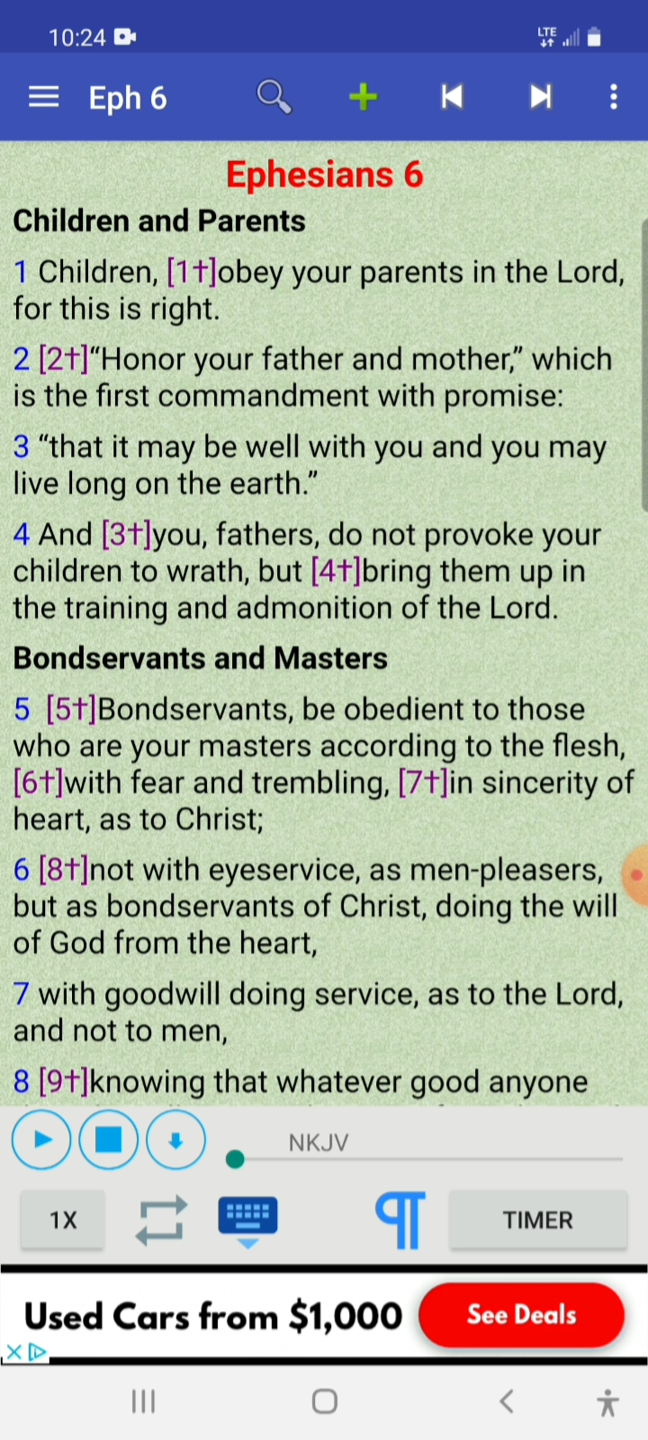 10:24
LTE
Eph 6
Ephesians 6
Children and Parents
1 Children, [1†]obey your parents in the Lord,
for this is right.
2 [2†]“Honor your father and mother,” which
is the first commandment with promise:
3 “that it may be well with you and you may
live long on the earth.”
4 And [3†]you, fathers, do not provoke your
children to wrath, but [4†]bring them up in
the training and admonition of the Lord.
Bondservants and Masters
5 [5†]Bondservants, be obedient to those
who are your masters according to the flesh,
[6†]with fear and trembling, [7†]in sincerity of
heart, as to Christ;
6 [8†]not with eyeservice, as men-pleasers,
but as bondservants of Christ, doing the will
of God from the heart,
7 with goodwill doing service, as to the Lord,
and not to men,
8 [9†]knowing that whatever good anyone
NKJV
1X
¶
TIMER
Used Cars from $1,000
See Deals